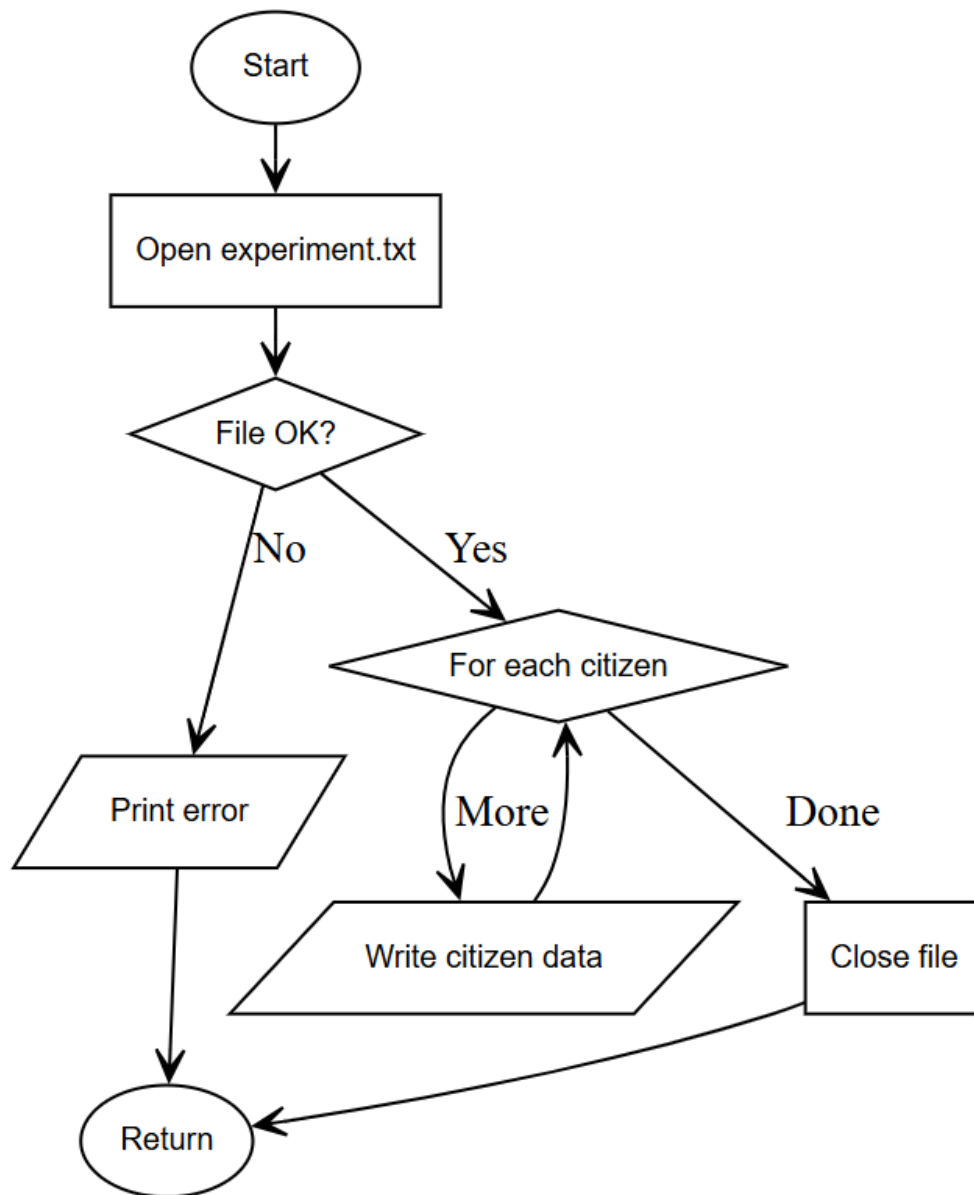 Start
Open experiment.txt
File OK?
No
Yes
For each citizen
Print error
More
Done
Write citizen data
Close file
Return